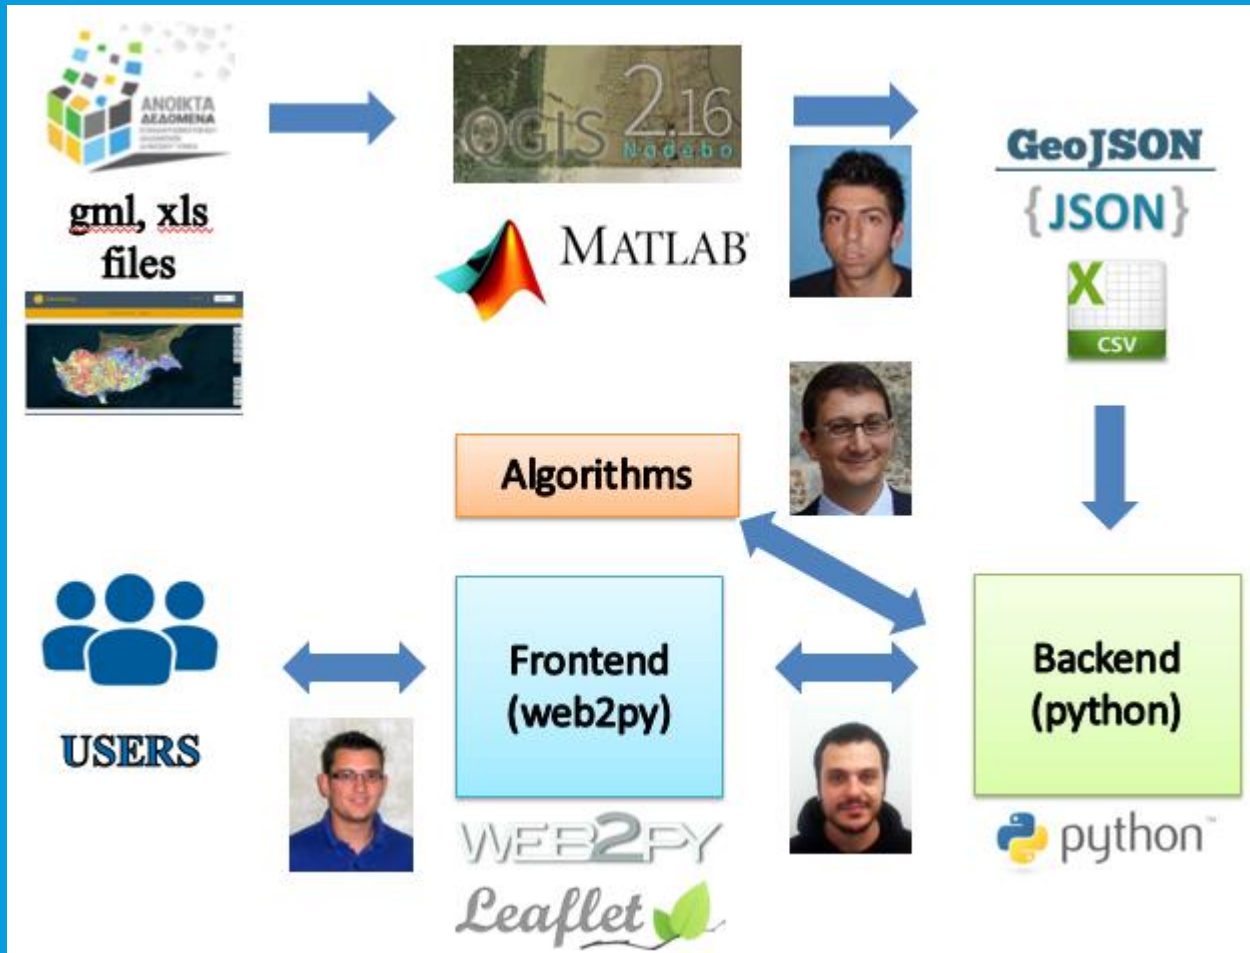 ΑΝΟΙΚΤΑ
ΔΕΔΟΜΕΝΑ
gml, xls
files
QGIS 2.16
Nødebo
MATLAB
GeoJSON
{JSON}
X
CSV
Algorithms
USERS
Frontend
(web2py)
Backend
(python)
WEB2PY
Leaflet
python™